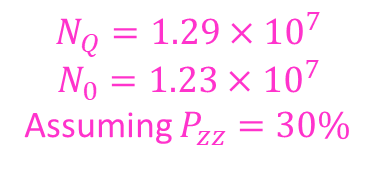 N_Q = 1.29 × 10^7
N_0 = 1.23 × 10^7
Assuming P_zz = 30%